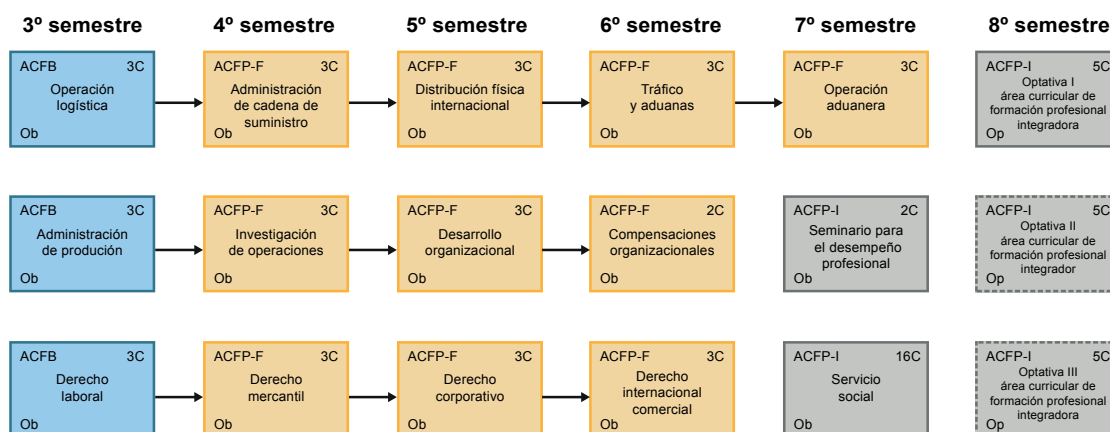 3º semestre 4º semestre 5º semestre 6º semestre 7º semestre 8º semestre
ACFB 3C
Operación
logística
Ob
ACFP-F 3C
Administración
de cadena de
suministro
Ob
ACFP-F 3C
Distribución física
internacional
Ob
ACFP-F 3C
Tráfico
y aduanas
Ob
ACFP-F 3C
Operación
aduanera
Ob
ACFP-I 5C
Optativa I
área curricular de
formación profesional
integradora
Op
ACFB 3C
Administración
de produción
Ob
ACFP-F 3C
Investigación
de operaciones
Ob
ACFP-F 3C
Desarrollo
organizacional
Ob
ACFP-F 2C
Compensaciones
organizacionales
Ob
ACFP-I 2C
Seminario para
el desempeño
profesional
Ob
ACFP-I 5C
Optativa II
área curricular de
formación profesional
integrador
Op
ACFB 3C
Derecho
laboral
Ob
ACFP-F 3C
Derecho
mercantil
Ob
ACFP-F 3C
Derecho
corporativo
Ob
ACFP-F 3C
Derecho
internacional
comercial
Ob
ACFP-I 16C
Servicio
social
Ob
ACFP-I 5C
Optativa III
área curricular de
formación profesional
integradora
Op